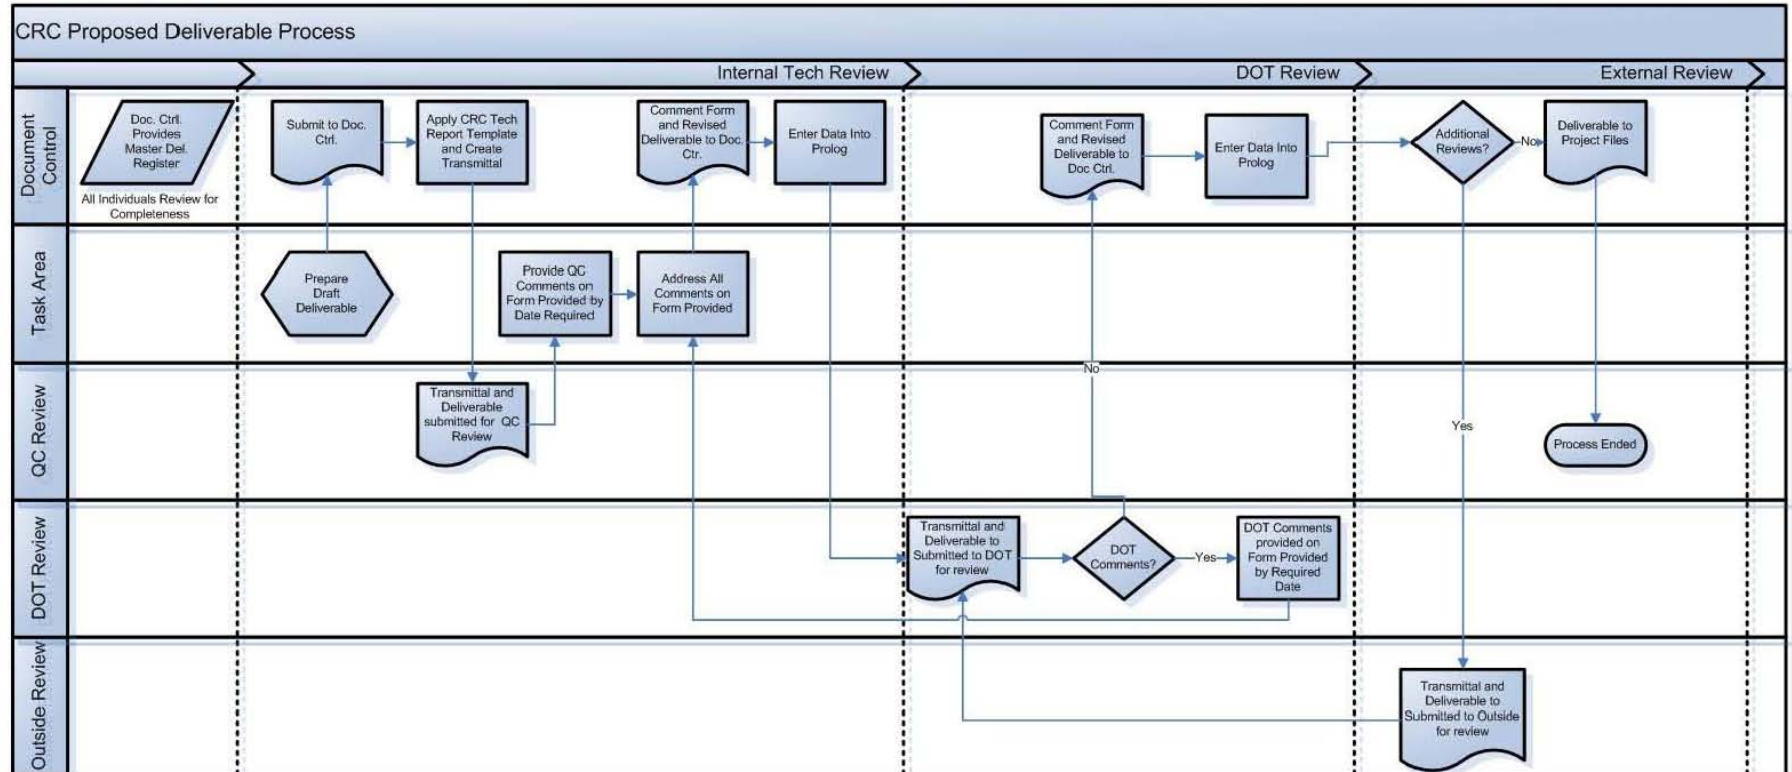 CRC Proposed Deliverable Process
Internal Tech Review
DOT Review
External Review
Document
Control
Doc. Ctrl.
Provides
Master Del.
Register
All Individuals Review for
Completeness
Submit to Doc.
Ctrl.
Apply CRC Tech
Report Template
and Create
Transmittal
Comment Form
and Revised
Deliverable to Doc.
Ctr.
Enter Data Into
Prolog
Comment Form
and Revised
Deliverable to
Doc Ctrl.
Enter Data Into
Prolog
Additional
Reviews?
No
Deliverable to
Project Files
Task Area
Prepare
Draft
Deliverable
Provide QC
Comments on
Form Provided by
Date Required
Address All
Comments on
Form Provided
No
QC Review
Transmittal and
Deliverable
submitted for QC
Review
Yes
Process Ended
DOT Review
Transmittal and
Deliverable to
Submitted to DOT
for review
DOT
Comments?
Yes
DOT Comments
provided on
Form Provided
by Required
Date
Outside Review
Transmittal and
Deliverable to
Submitted to Outside
for review